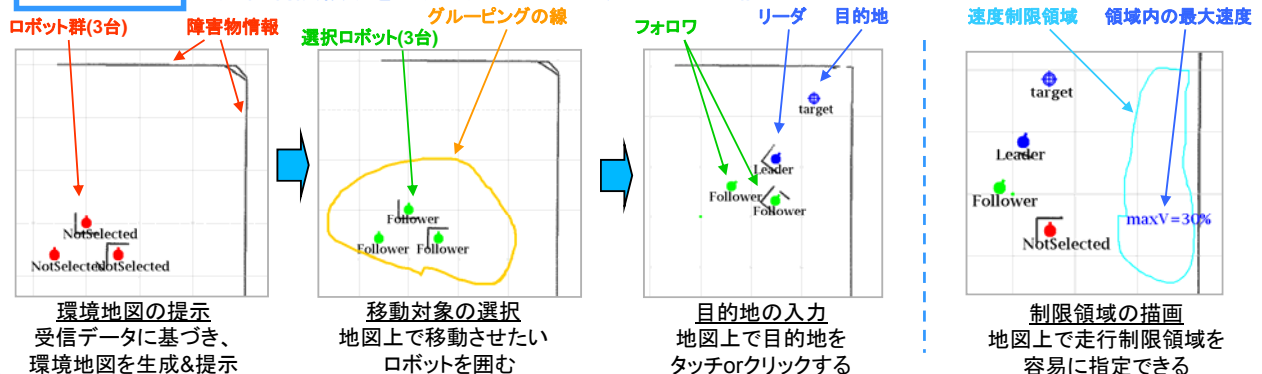 ロボット群(3台)
障害物情報
NotSelected
NotSelected
NotSelected
環境地図の提示
受信データに基づき、
環境地図を生成&提示
グルーピングの線
選択ロボット(3台)
Follower
Follower
Follower
移動対象の選択
地図上で移動させたい
ロボットを囲む
フォロワ
リーダ
目的地
target
Leader
Follower
Follower
目的地の入力
地図上で目的地を
タッチorクリックする
速度制限領域
領域内の最大速度
target
Leader
Follower
maxV=30%
NotSelected
制限領域の描画
地図上で走行制限領域を
容易に指定できる